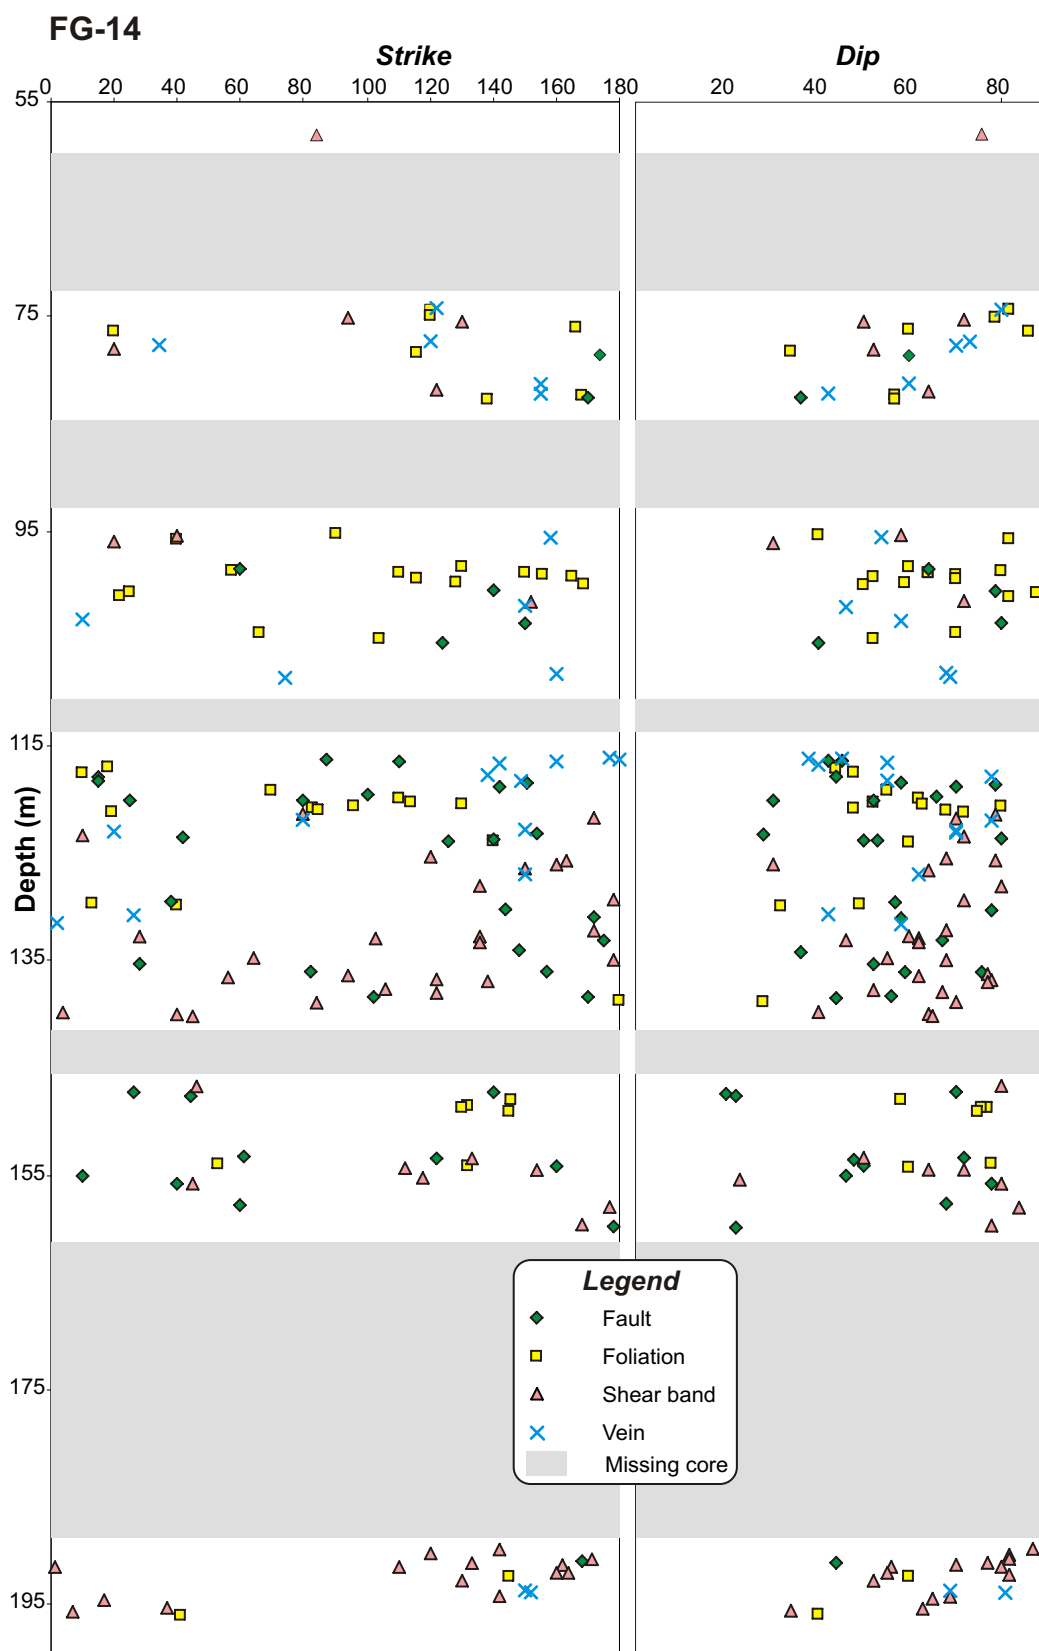 FG-14
Strike
Dip
0 20 40 60 80 100 120 140 160 180
20 40 60 80
55
75
95
115
135
155
175
195
Depth (m)
Legend
Fault
Foliation
Shear band
Vein
Missing core